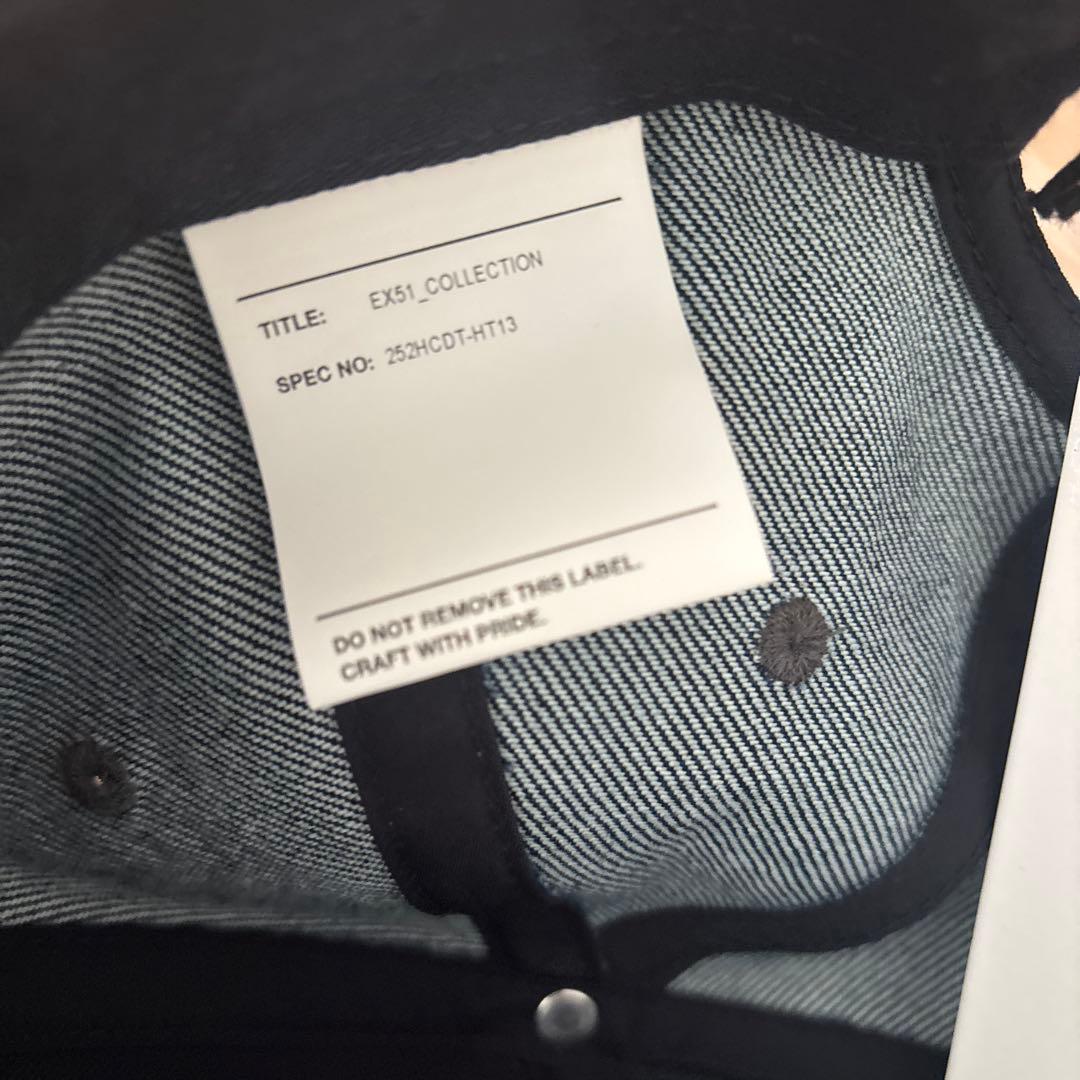 TITLE: EX51_COLLECTION
SPEC NO: 252HCDT-HT13
DO NOT REMOVE THIS LABEL.
CRAFT WITH PRIDE.